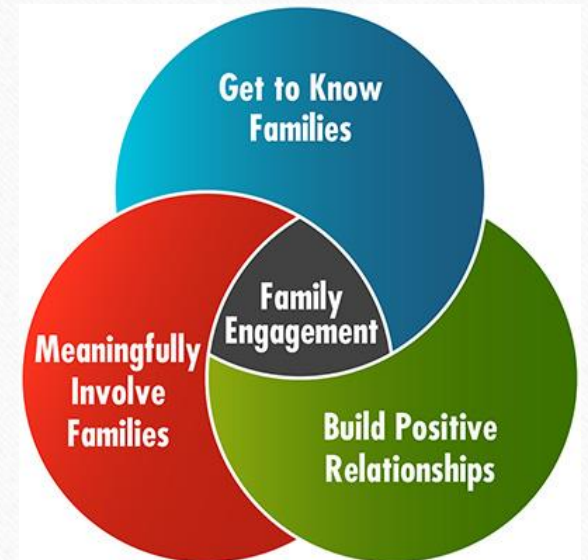 Get to Know
Families
Family
Engagement
Meaningfully
Involve
Families
Build Positive
Relationships